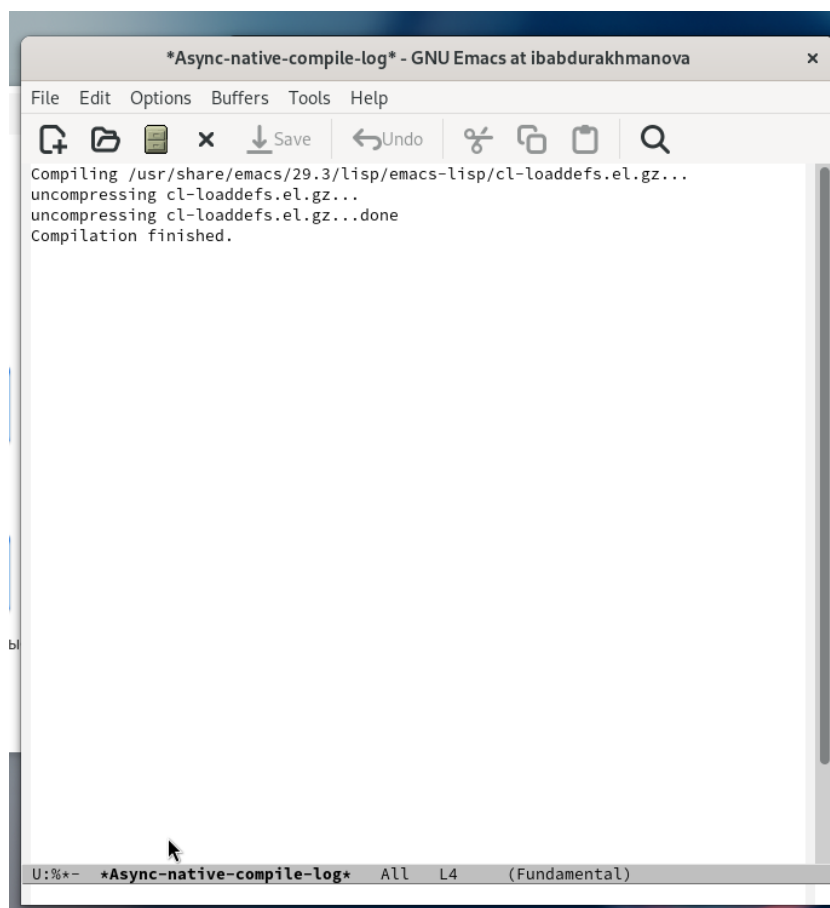 *Async-native-compile-log* - GNU Emacs at ibabdurakhmanova
File Edit Options Buffers Tools Help
Save Undo
Compiling /usr/share/emacs/29.3/lisp/emacs-lisp/cl-loaddefs.el.gz...
uncompressing cl-loaddefs.el.gz...
uncompressing cl-loaddefs.el.gz...done
Compilation finished.
ы
U:%*- *Async-native-compile-log* All L4 (Fundamental)